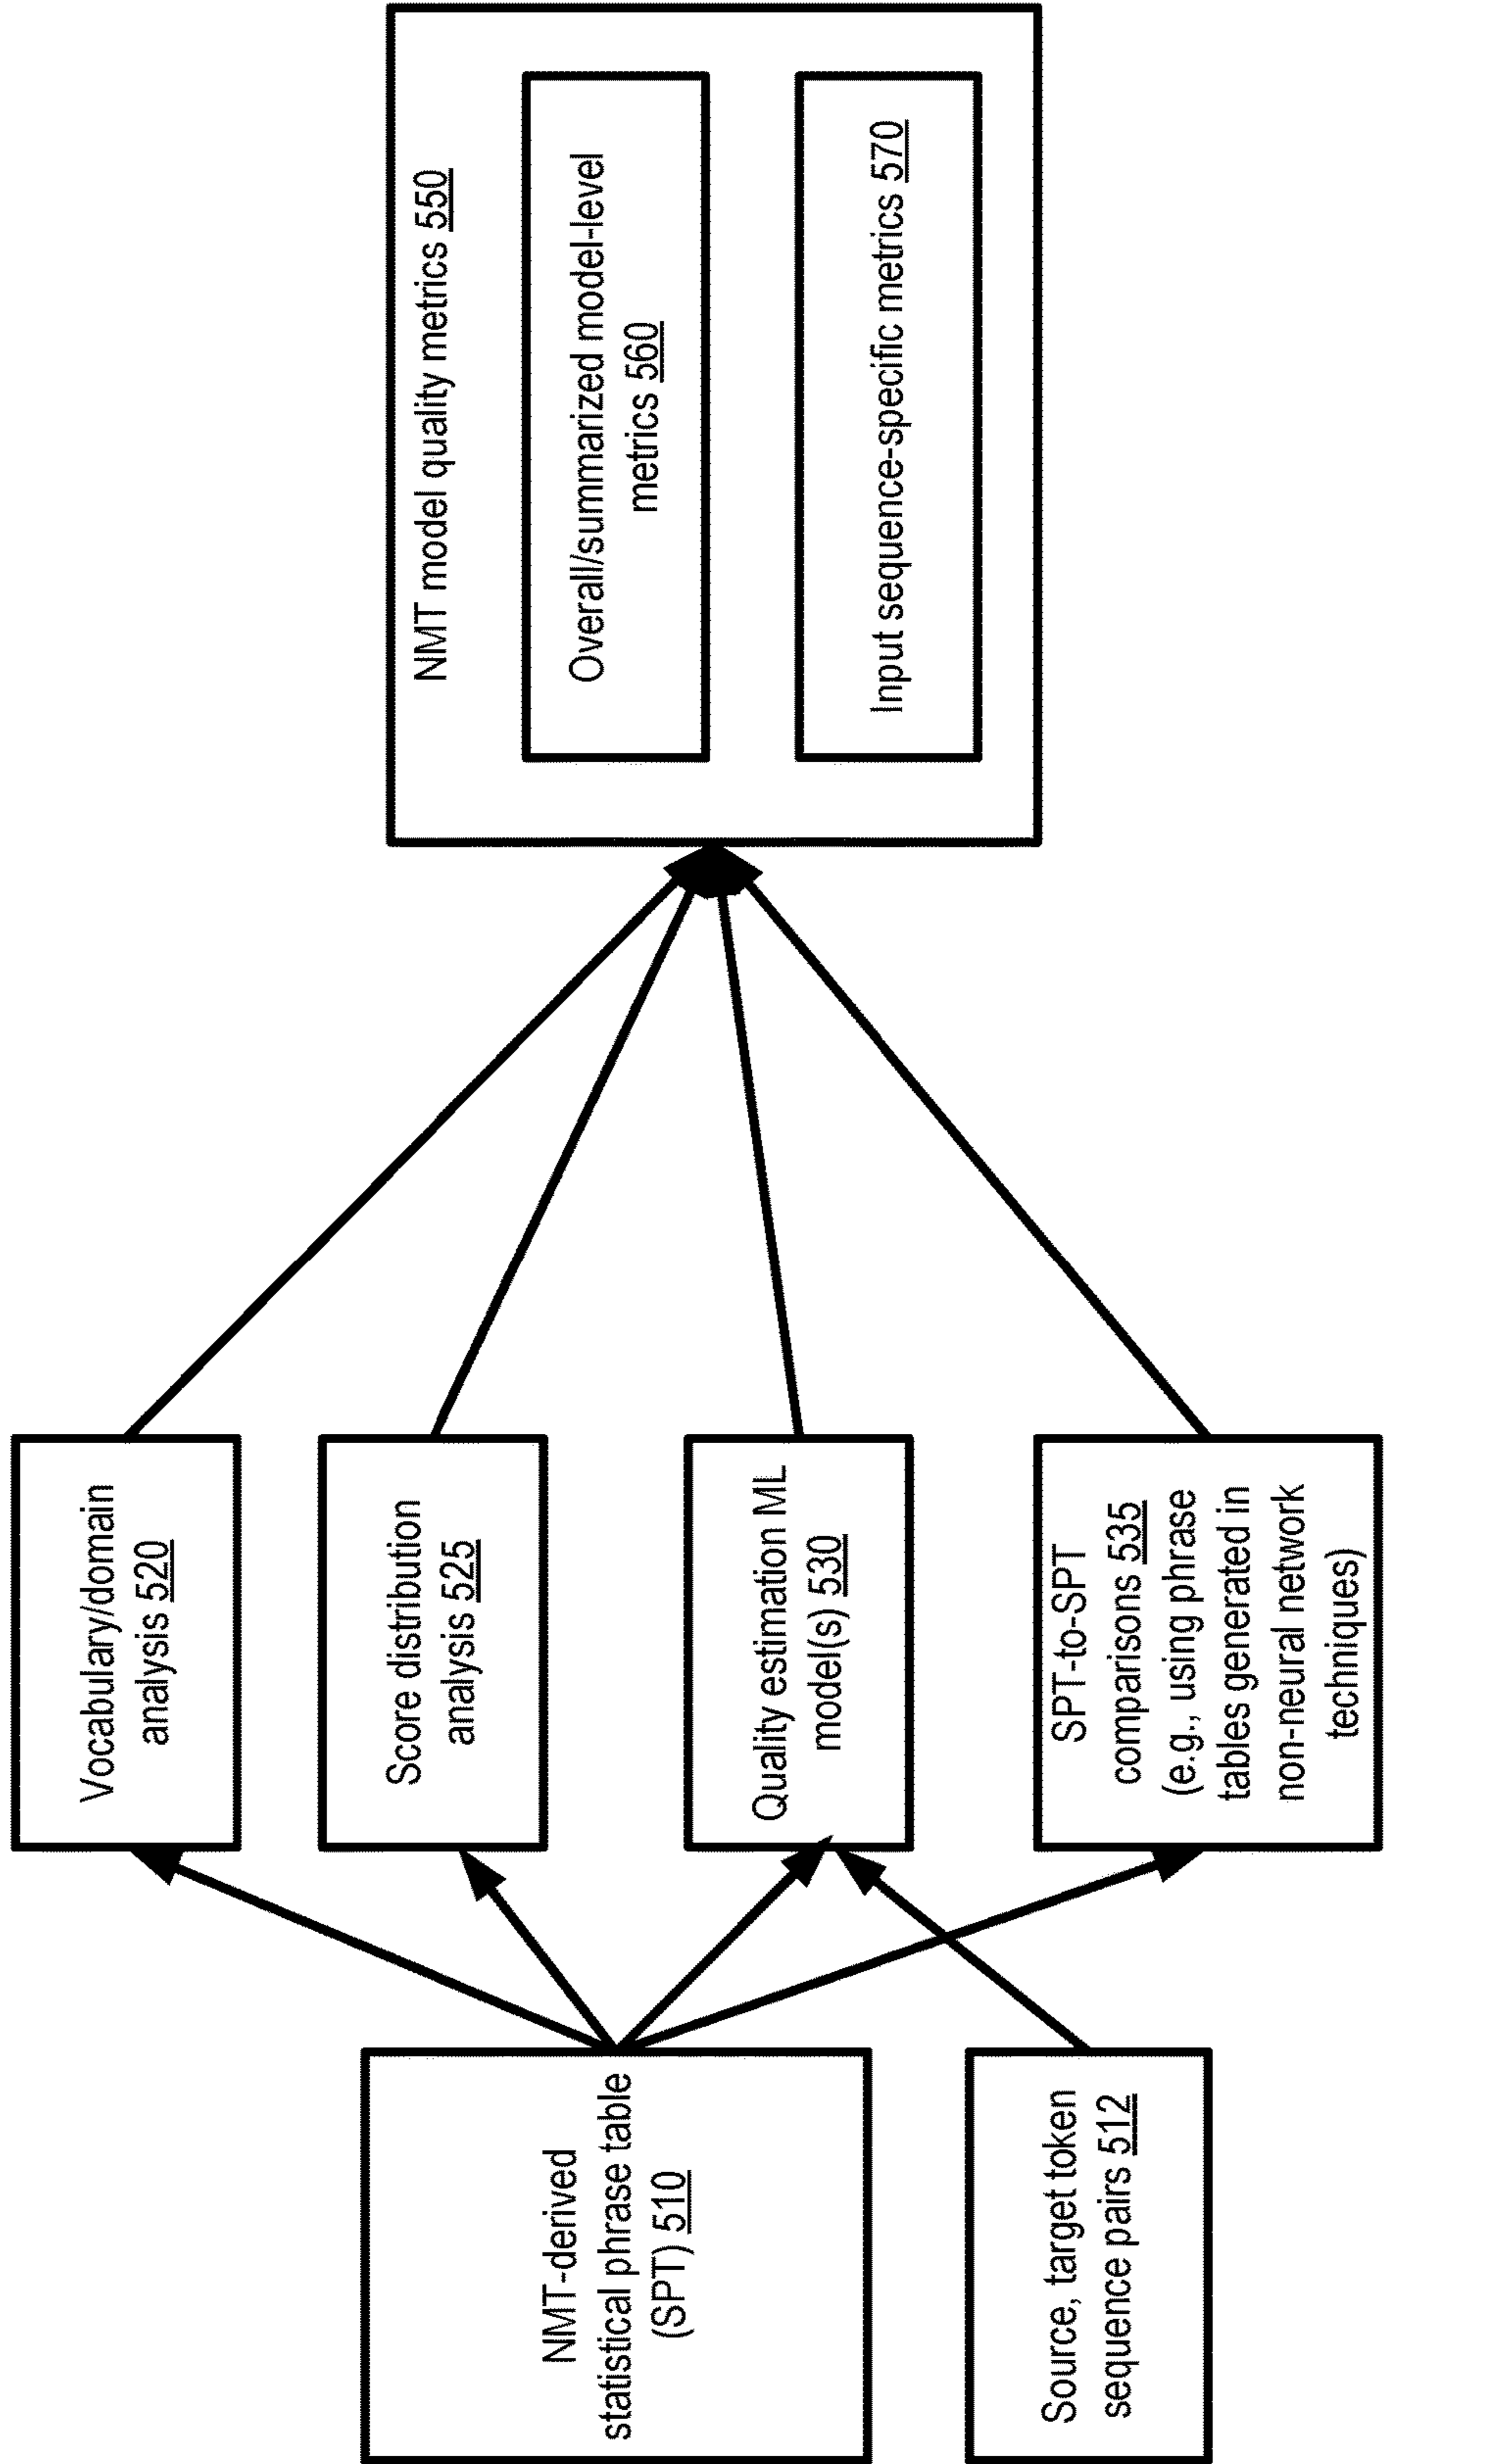 NMT-derived
statistical phrase table
(SPT) 510
Source, target token
sequence pairs 512
Vocabulary/domain
analysis 520
Score distribution
analysis 525
Quality estimation ML
model(s) 530
SPT-to-SPT
comparisons 535
(e.g., using phrase
tables generated in
non-neural network
techniques)
NMT model quality metrics 550
Overall/summarized model-level
metrics 560
Input sequence-specific metrics 570